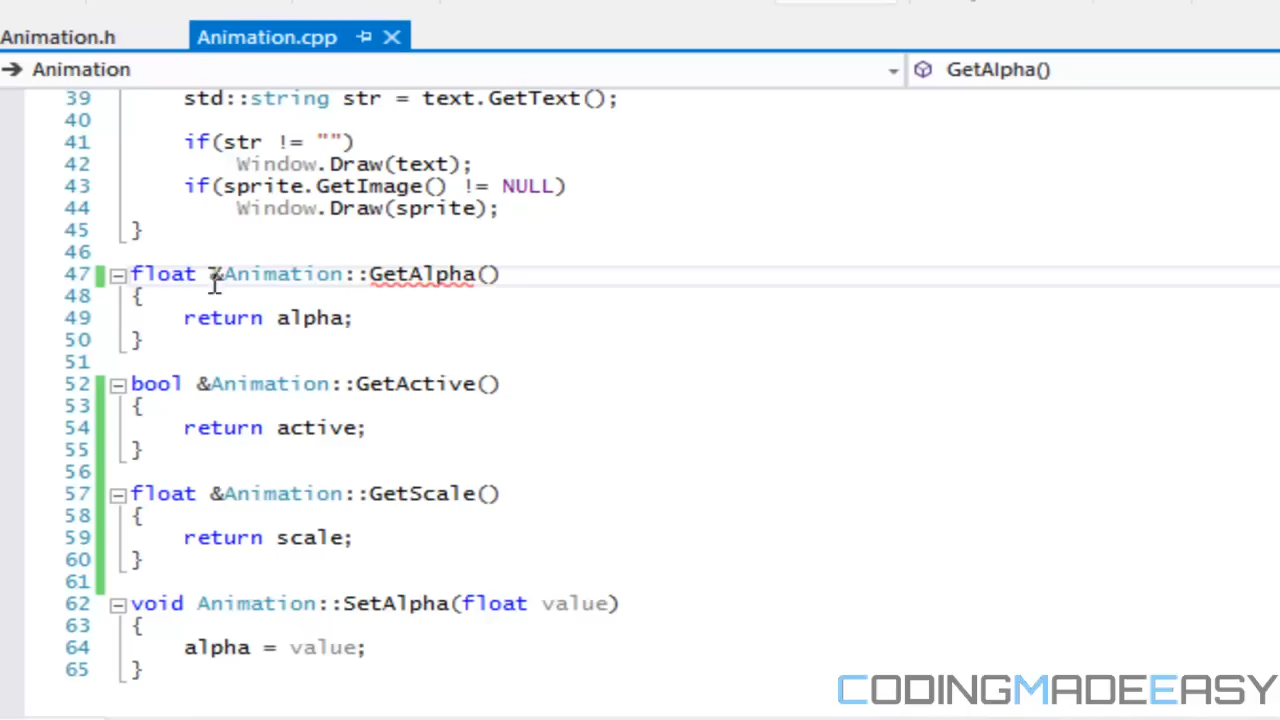 Animation.h
Animation.cpp
Animation
GetAlpha()
39 std::string str = text.GetText();
40
41 if(str != "")
42 Window.Draw(text);
43 if(sprite.GetImage() != NULL)
44 Window.Draw(sprite);
45 }
46
47 float &Animation::GetAlpha()
48 {
49 return alpha;
50 }
51
52 bool &Animation::GetActive()
53 {
54 return active;
55 }
56
57 float &Animation::GetScale()
58 {
59 return scale;
60 }
61
62 void Animation::SetAlpha(float value)
63 {
64 alpha = value;
65 }
CODINGMADEEASY